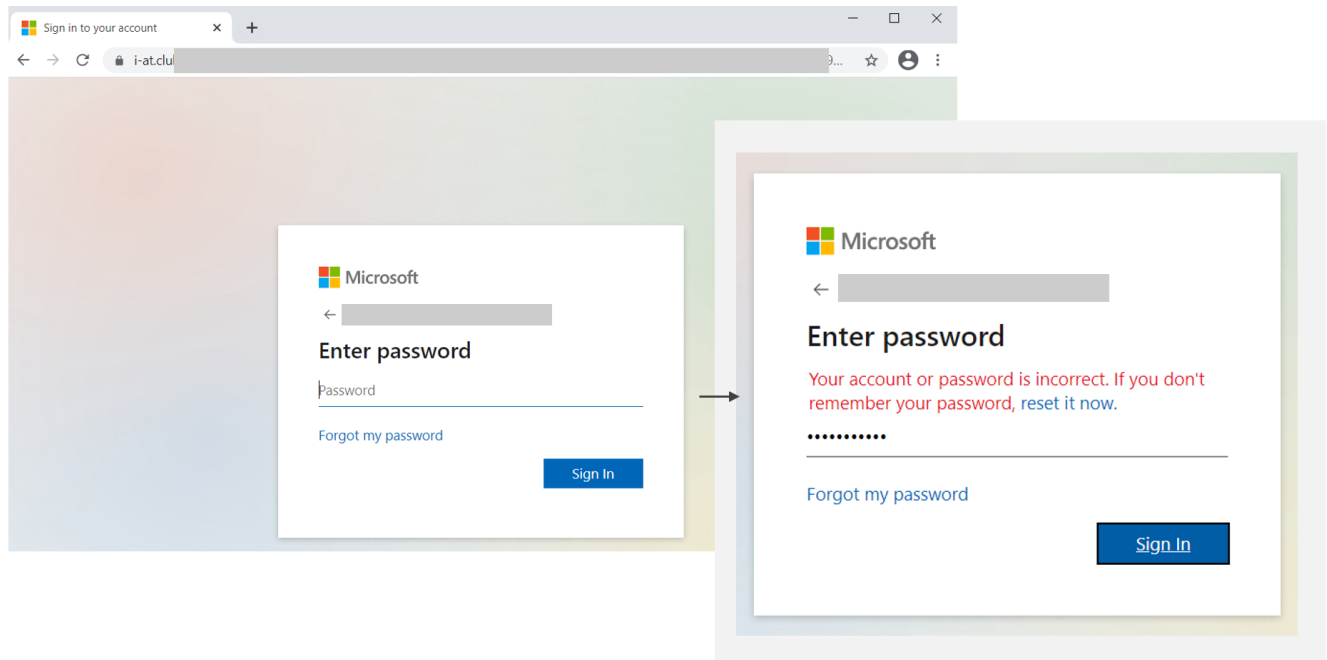 Sign in to your account
i-at.clu
9...
Microsoft
Enter password
Password
Forgot my password
Sign In
Microsoft
Enter password
Your account or password is incorrect. If you don't
remember your password, reset it now.
•••••••••••
Forgot my password
Sign In